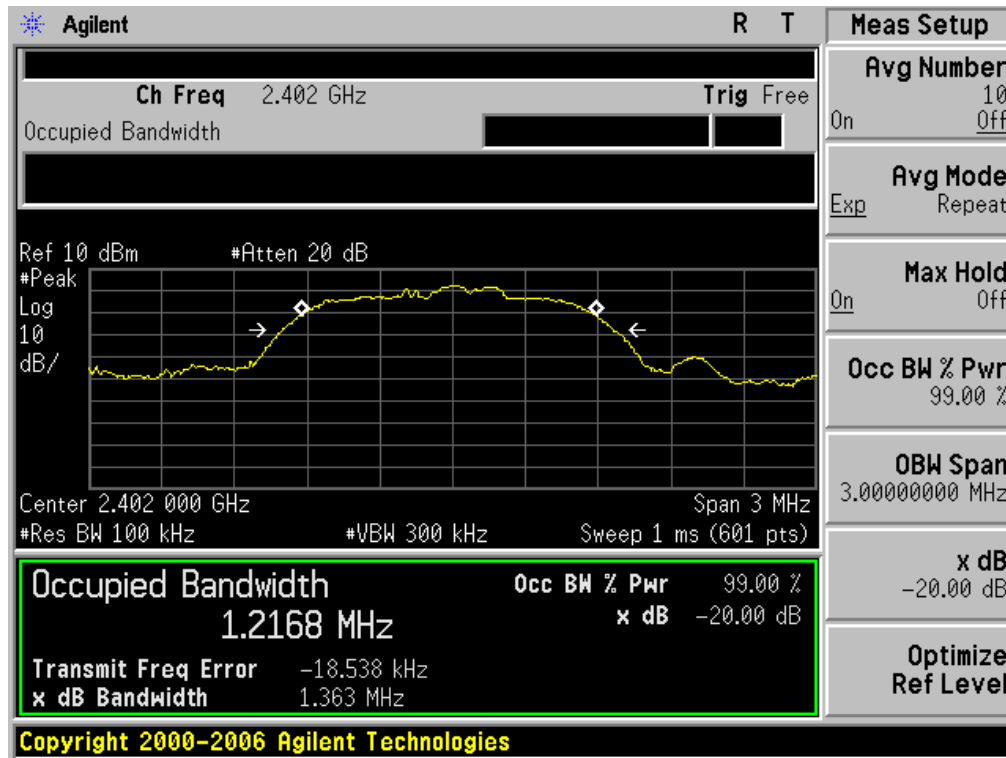 Agilent R T
Meas Setup
Ch Freq 2.402 GHz Trig Free
Occupied Bandwidth
Avg Number
10
On Off
Avg Mode
Exp Repeat
Max Hold
On Off
Occ BW % Pwr
99.00 %
OBW Span
3.00000000 MHz
x dB
-20.00 dB
Optimize
Ref Level
Ref 10 dBm #Atten 20 dB
#Peak
Log
10
dB/
Center 2.402 000 GHz Span 3 MHz
#Res BW 100 kHz #VBW 300 kHz Sweep 1 ms (601 pts)
Occupied Bandwidth Occ BW % Pwr 99.00 %
1.2168 MHz x dB -20.00 dB
Transmit Freq Error -18.538 kHz
x dB Bandwidth 1.363 MHz
Copyright 2000-2006 Agilent Technologies